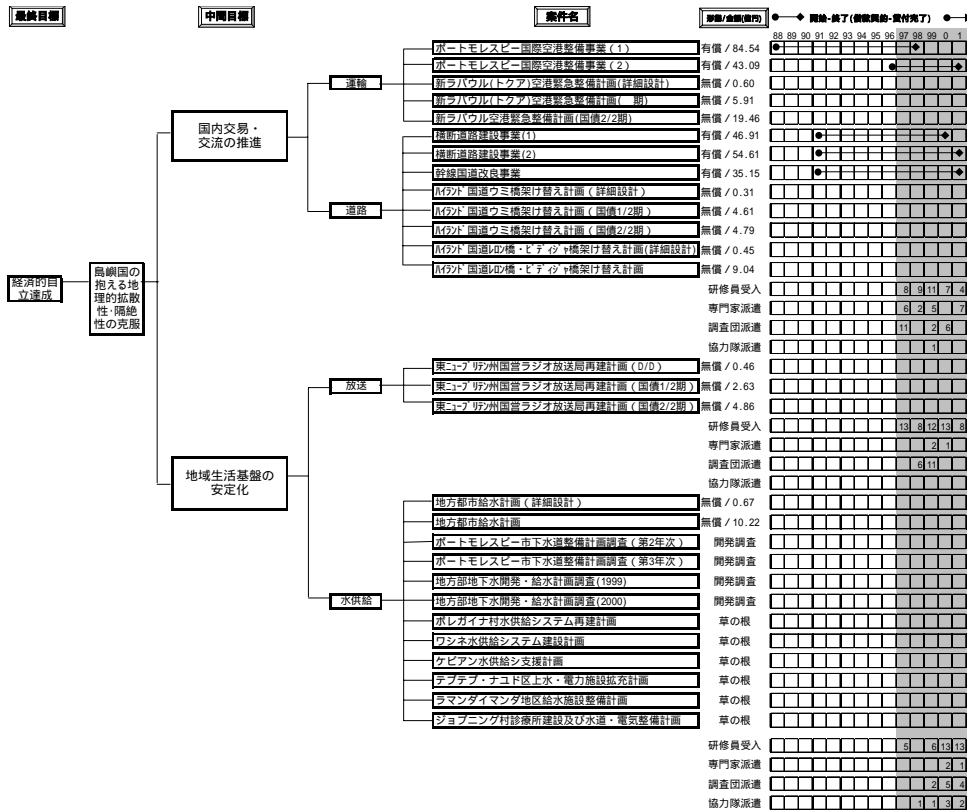 最終目標 中間目標 案件名 形態/金額(億円) 開始-終了(借款契約-貸付完了)
88 89 90 91 92 93 94 95 96 97 98 99 0 1
経済的自
立達成
島嶼国の
抱える地
理的拡散
性・隔絶
性の克服
国内交易・
交流の推進
運輸
ポートモレスビー国際空港整備事業(1) 有償/84.54
ポートモレスビー国際空港整備事業(2) 有償/43.09
新ラバウル(トクア)空港緊急整備計画(詳細設計) 無償/0.60
新ラバウル(トクア)空港緊急整備計画( 期) 無償/5.91
新ラバウル空港緊急整備計画(国債2/2期) 無償/19.46
道路
横断道路建設事業(1) 有償/46.91
横断道路建設事業(2) 有償/54.61
幹線国道改良事業 有償/35.15
ハイランド国道ウミ橋架け替え計画(詳細設計) 無償/0.31
ハイランド国道ウミ橋架け替え計画(国債1/2期) 無償/4.61
ハイランド国道ウミ橋架け替え計画(国債2/2期) 無償/4.79
ハイランド国道レロン橋・ビティジャ橋架け替え計画(詳細設計) 無償/0.45
ハイランド国道レロン橋・ビティジャ橋架け替え計画 無償/9.04
研修員受入 8 9 11 7 4
専門家派遣 6 2 5 7
調査団派遣 11 2 6
協力隊派遣 1
地域生活基盤の
安定化
放送
東ニューブリテン州国営ラジオ放送局再建計画(D/D) 無償/0.46
東ニューブリテン州国営ラジオ放送局再建計画(国債1/2期) 無償/2.63
東ニューブリテン州国営ラジオ放送局再建計画(国債2/2期) 無償/4.86
研修員受入 13 8 12 13 8
専門家派遣 2 1
調査団派遣 6 11
協力隊派遣
水供給
地方都市給水計画(詳細設計) 無償/0.67
地方都市給水計画 無償/10.22
ポートモレスビー市下水道整備計画調査(第2年次) 開発調査
ポートモレスビー市下水道整備計画調査(第3年次) 開発調査
地方部地下水開発・給水計画調査(1999) 開発調査
地方部地下水開発・給水計画調査(2000) 開発調査
ボレガイナ村水供給システム再建計画 草の根
ワシネ水供給システム建設計画 草の根
ケビアン水供給シ支援計画 草の根
テプテプ・ナユド区上水・電力施設拡充計画 草の根
ラマンダイマンダ地区給水施設整備計画 草の根
ジョプニング村診療所建設及び水道・電気整備計画 草の根
研修員受入 5 6 13 13
専門家派遣 2 1
調査団派遣 2 5 4
協力隊派遣 1 1 3 2